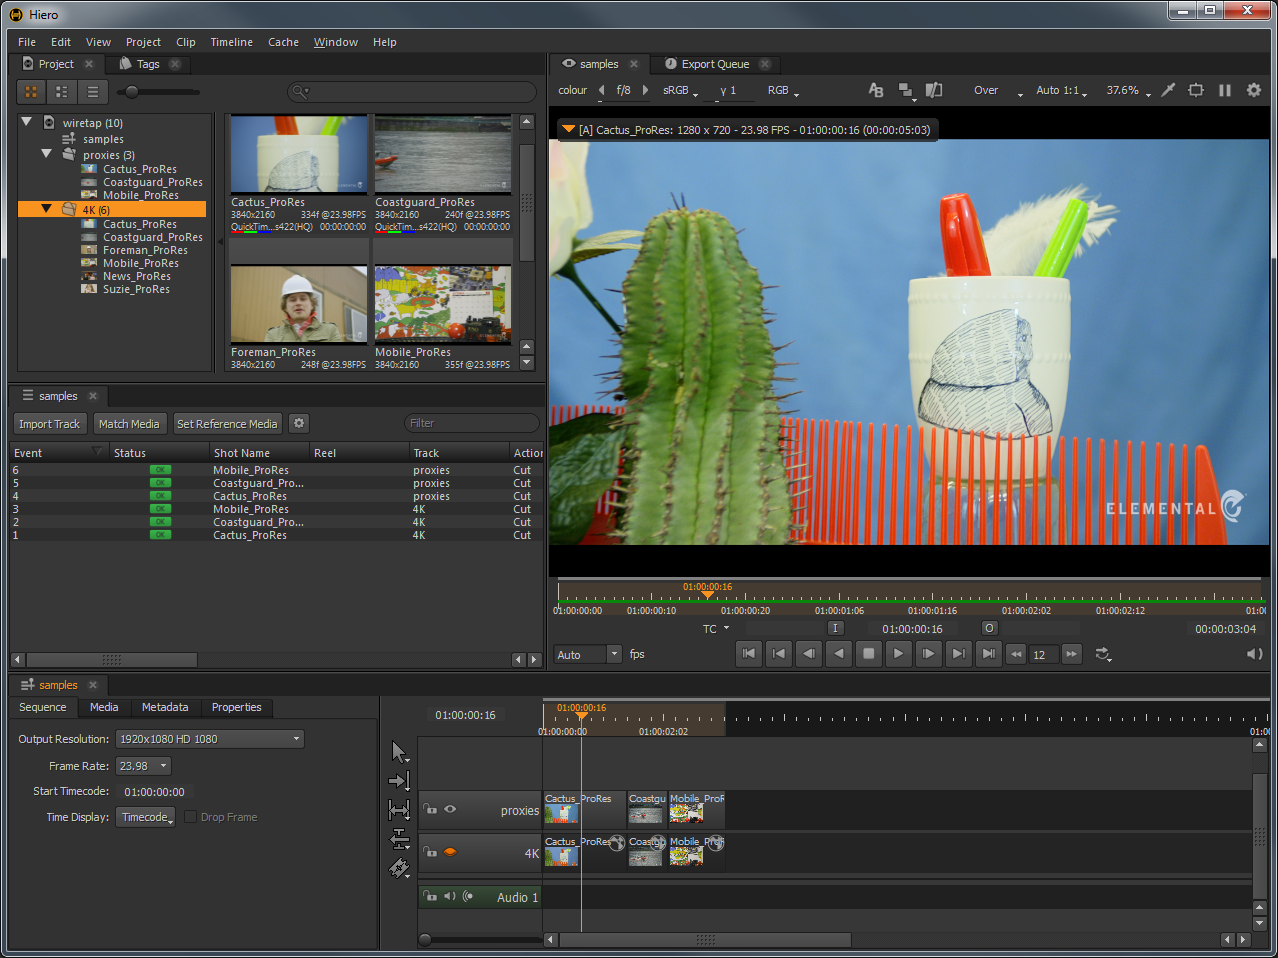 Hiero
File Edit View Project Clip Timeline Cache Window Help
Project
Tags
wiretap (10)
samples
proxies (3)
Cactus_ProRes
Coastguard_ProRes
Mobile_ProRes
4K (6)
Cactus_ProRes
Coastguard_ProRes
Foreman_ProRes
Mobile_ProRes
News_ProRes
Suzie_ProRes
Cactus_ProRes
3840x2160 334f @23.98FPS
QuickTim...s422(HQ) 00:00:00:00
Coastguard_ProRes
3840x2160 240f @23.98FPS
QuickTim...s422(HQ) 00:00:00:00
Foreman_ProRes
3840x2160 248f @23.98FPS
Mobile_ProRes
3840x2160 355f @23.98FPS
samples
Export Queue
colour f/8 sRGB γ 1 RGB
AB
Over Auto 1:1 37.6%
[A] Cactus_ProRes: 1280 x 720 - 23.98 FPS - 01:00:00:16 (00:00:05:03)
ELEMENTAL
01:00:00:16
01:00:00:00 01:00:00:10 01:00:00:20 01:00:01:06 01:00:01:16 01:00:02:02 01:00:02:12 01:00
TC I 01:00:00:16 O 00:00:03:04
Auto fps 12
samples
Import Track Match Media Set Reference Media Filter
Event Status Shot Name Reel Track Action
6 OK Mobile_ProRes proxies Cut
5 OK Coastguard_Pro... proxies Cut
4 OK Cactus_ProRes proxies Cut
3 OK Mobile_ProRes 4K Cut
2 OK Coastguard_Pro... 4K Cut
1 OK Cactus_ProRes 4K Cut
samples
Sequence Media Metadata Properties
Output Resolution: 1920x1080 HD 1080
Frame Rate: 23.98
Start Timecode: 01:00:00:00
Time Display: Timecode Drop Frame
01:00:00:16
01:00:00:16
01:00:00:00 01:00:02:02 01:00
proxies
Cactus_ProRes Coastgu Mobile_ProR
4K
Cactus_ProRes Coastgu Mobile_ProR
Audio 1